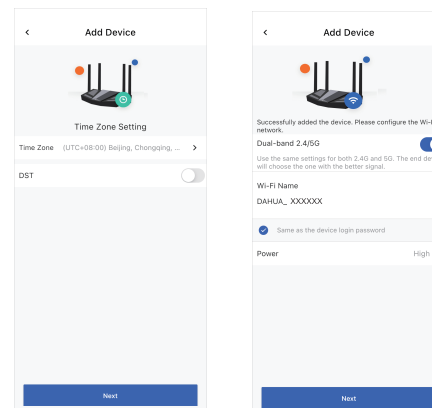 Add Device
Time Zone Setting
Time Zone (UTC+08:00) Beijing, Chongqing, ...
DST
Next
Add Device
Successfully added the device. Please configure the Wi-
network.
Dual-band 2.4/5G
Use the same settings for both 2.4G and 5G. The end
will choose the one with the better signal.
Wi-Fi Name
DAHUA_ XXXXXX
Same as the device login password
Power High
Next